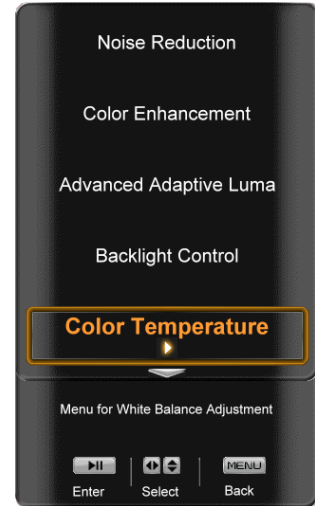 Noise Reduction
Color Enhancement
Advanced Adaptive Luma
Backlight Control
Color Temperature
Menu for White Balance Adjustment
MENU
Enter Select Back